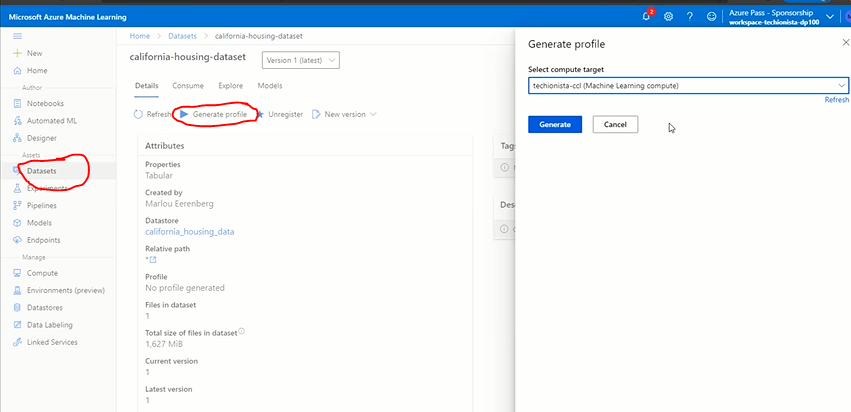 Microsoft Azure Machine Learning
2
Azure Pass - Sponsorship
workspace-techionista-dp100
New
Home
Author
Notebooks
Automated ML
Designer
Assets
Datasets
Experiments
Pipelines
Models
Endpoints
Manage
Compute
Environments (preview)
Datastores
Data Labeling
Linked Services
Home
Datasets
california-housing-dataset
california-housing-dataset
Version 1 (latest)
Details
Consume
Explore
Models
Refresh
Generate profile
Unregister
New version
Attributes
Properties
Tabular
Created by
Marlou Eerenberg
Datastore
california_housing_data
Relative path
*
Profile
No profile generated
Files in dataset
1
Total size of files in dataset
1,627 MiB
Current version
1
Latest version
1
Tags
Generate profile
Select compute target
techionista-ccl (Machine Learning compute)
Refresh
Generate
Cancel